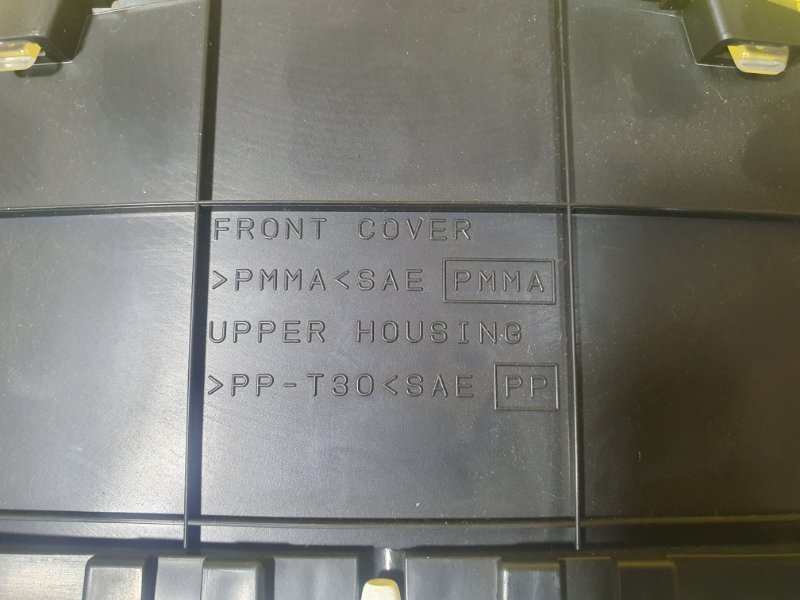 FRONT COVER
>PMMA<SAE PMMA
UPPER HOUSING
>PP-T30<SAE PP